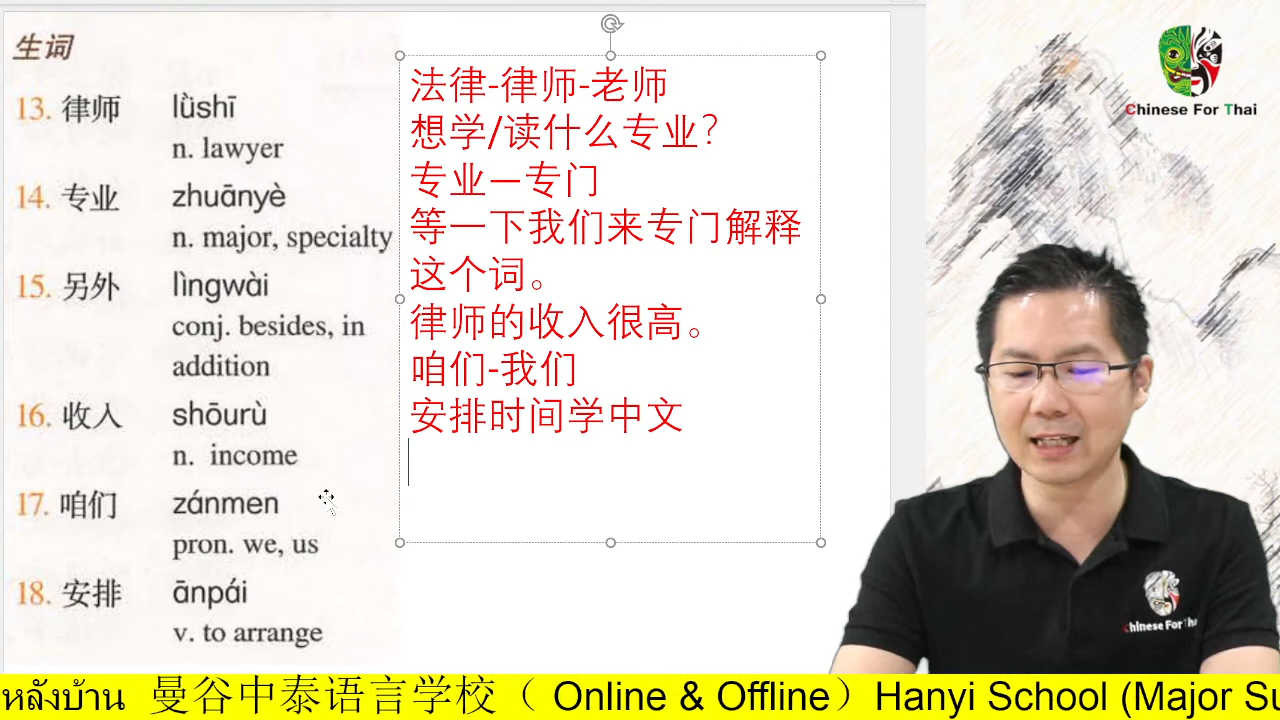 生词
13. 律师 lǜshī
n. lawyer
14. 专业 zhuānyè
n. major, specialty
15. 另外 lìngwài
conj. besides, in
addition
16. 收入 shōurù
n. income
17. 咱们 zánmen
pron. we, us
18. 安排 ānpái
v. to arrange
法律-律师-老师
想学/读什么专业？
专业—专门
等一下我们来专门解释
这个词。
律师的收入很高。
咱们-我们
安排时间学中文
Chinese For Thai
Chinese For Thai
หลังบ้าน 曼谷中泰语言学校（ Online & Offline）Hanyi School (Major Su